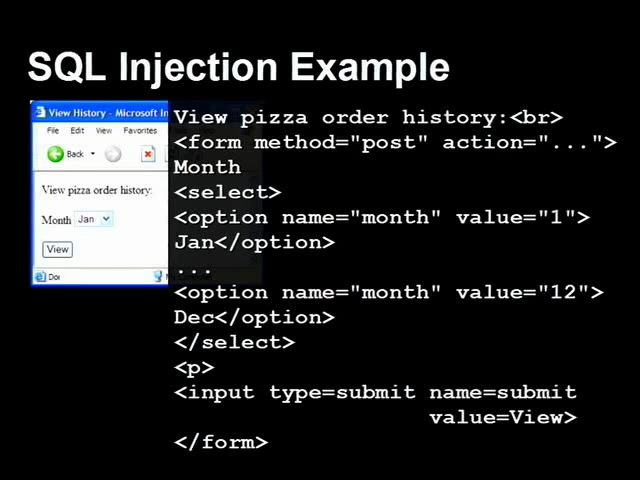 SQL Injection Example
View History - Microsoft In
File Edit View Favorites
Back
View pizza order history:
Month Jan
View
View pizza order history:<br>
<form method="post" action="...">
Month
<select>
<option name="month" value="1">
Jan</option>
...
<option name="month" value="12">
Dec</option>
</select>
<p>
<input type=submit name=submit
value=View>
</form>